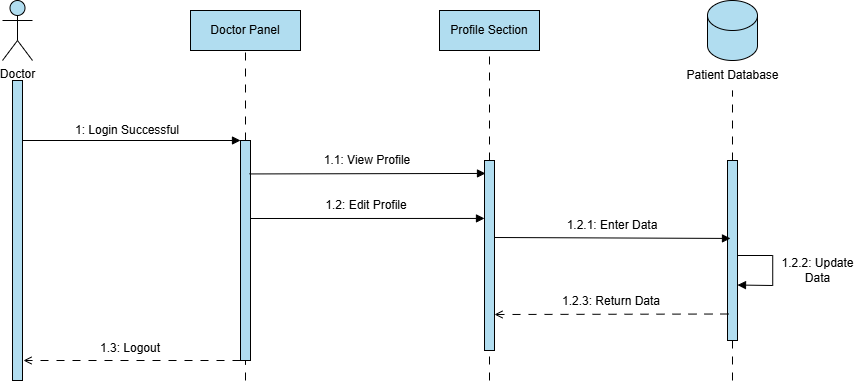 Doctor Panel
Profile Section
Doctor
Patient Database
1: Login Successful
1.1: View Profile
1.2: Edit Profile
1.2.1: Enter Data
1.2.2: Update
Data
1.2.3: Return Data
1.3: Logout